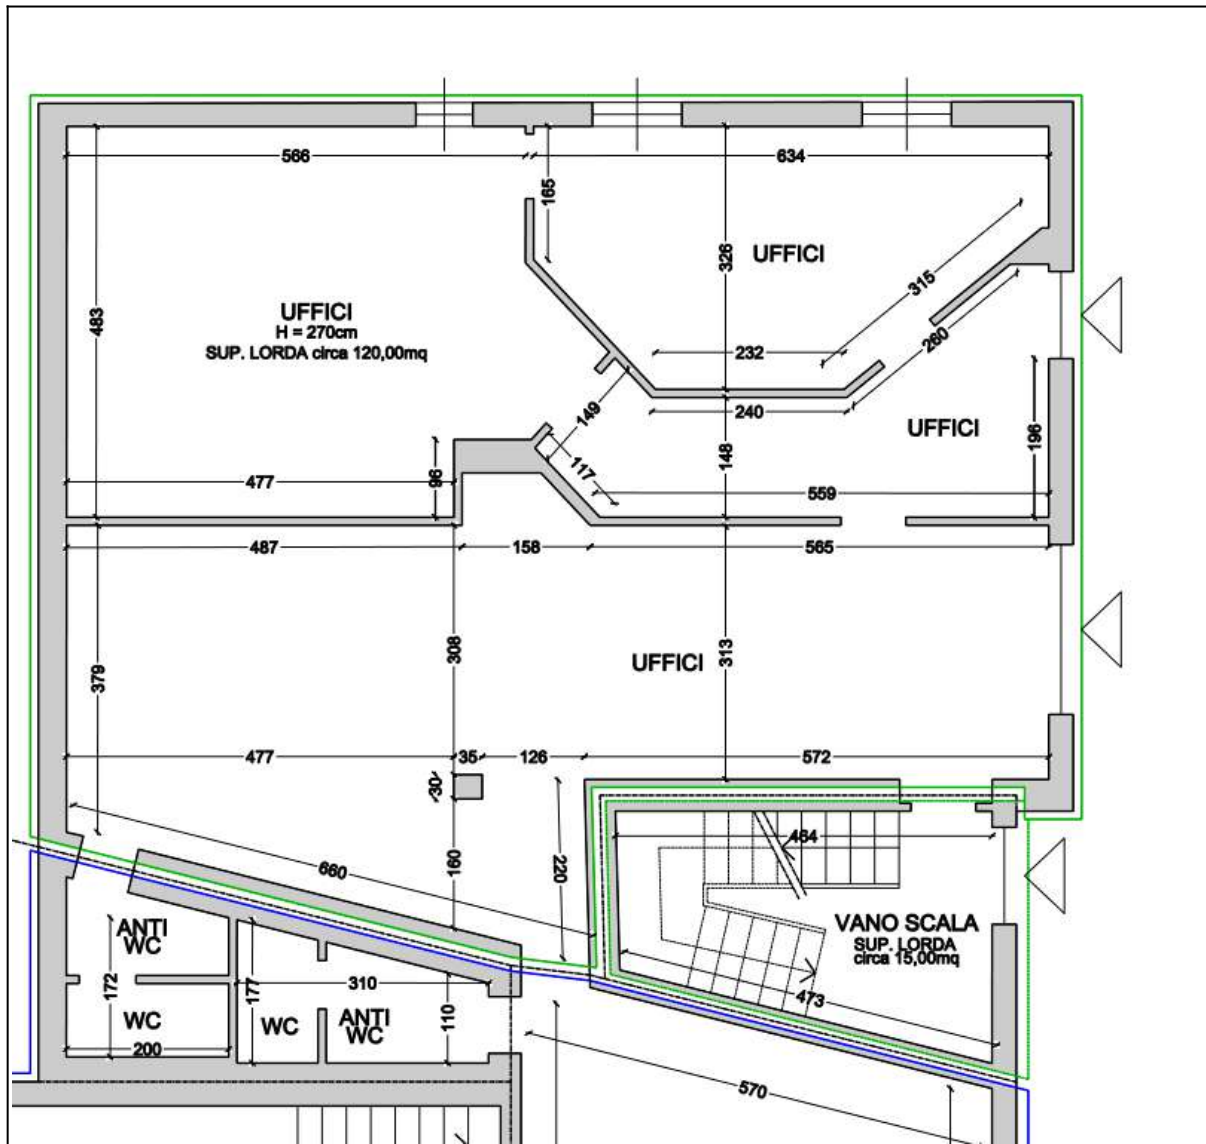 566
634
165
326
UFFICI
315
483
UFFICI
H = 270cm
SUP. LORDA circa 120,00mq
260
232
240
149
UFFICI
196
148
117
96
477
559
487
158
565
308
313
UFFICI
379
477
35
126
572
30
464
160
220
660
ANTI
WC
VANO SCALA
SUP. LORDA
circa 15,00mq
172
177
310
110
473
WC
WC
ANTI
WC
200
570